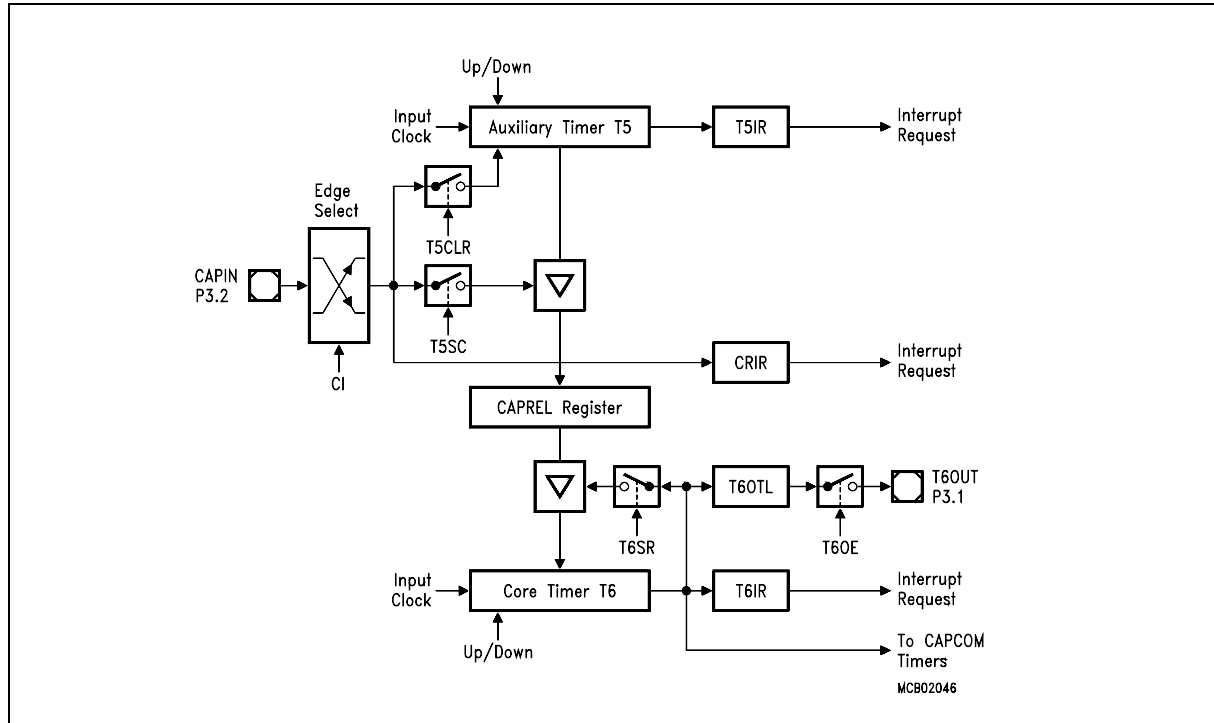 Up/Down
Input
Clock
Auxiliary Timer T5
T5IR
Interrupt
Request
Edge
Select
T5CLR
CAPIN
P3.2
T5SC
CI
CRIR
Interrupt
Request
CAPREL Register
T6OTL
T6OUT
P3.1
T6SR
T6OE
Input
Clock
Core Timer T6
T6IR
Interrupt
Request
Up/Down
To CAPCOM
Timers
MCB02046